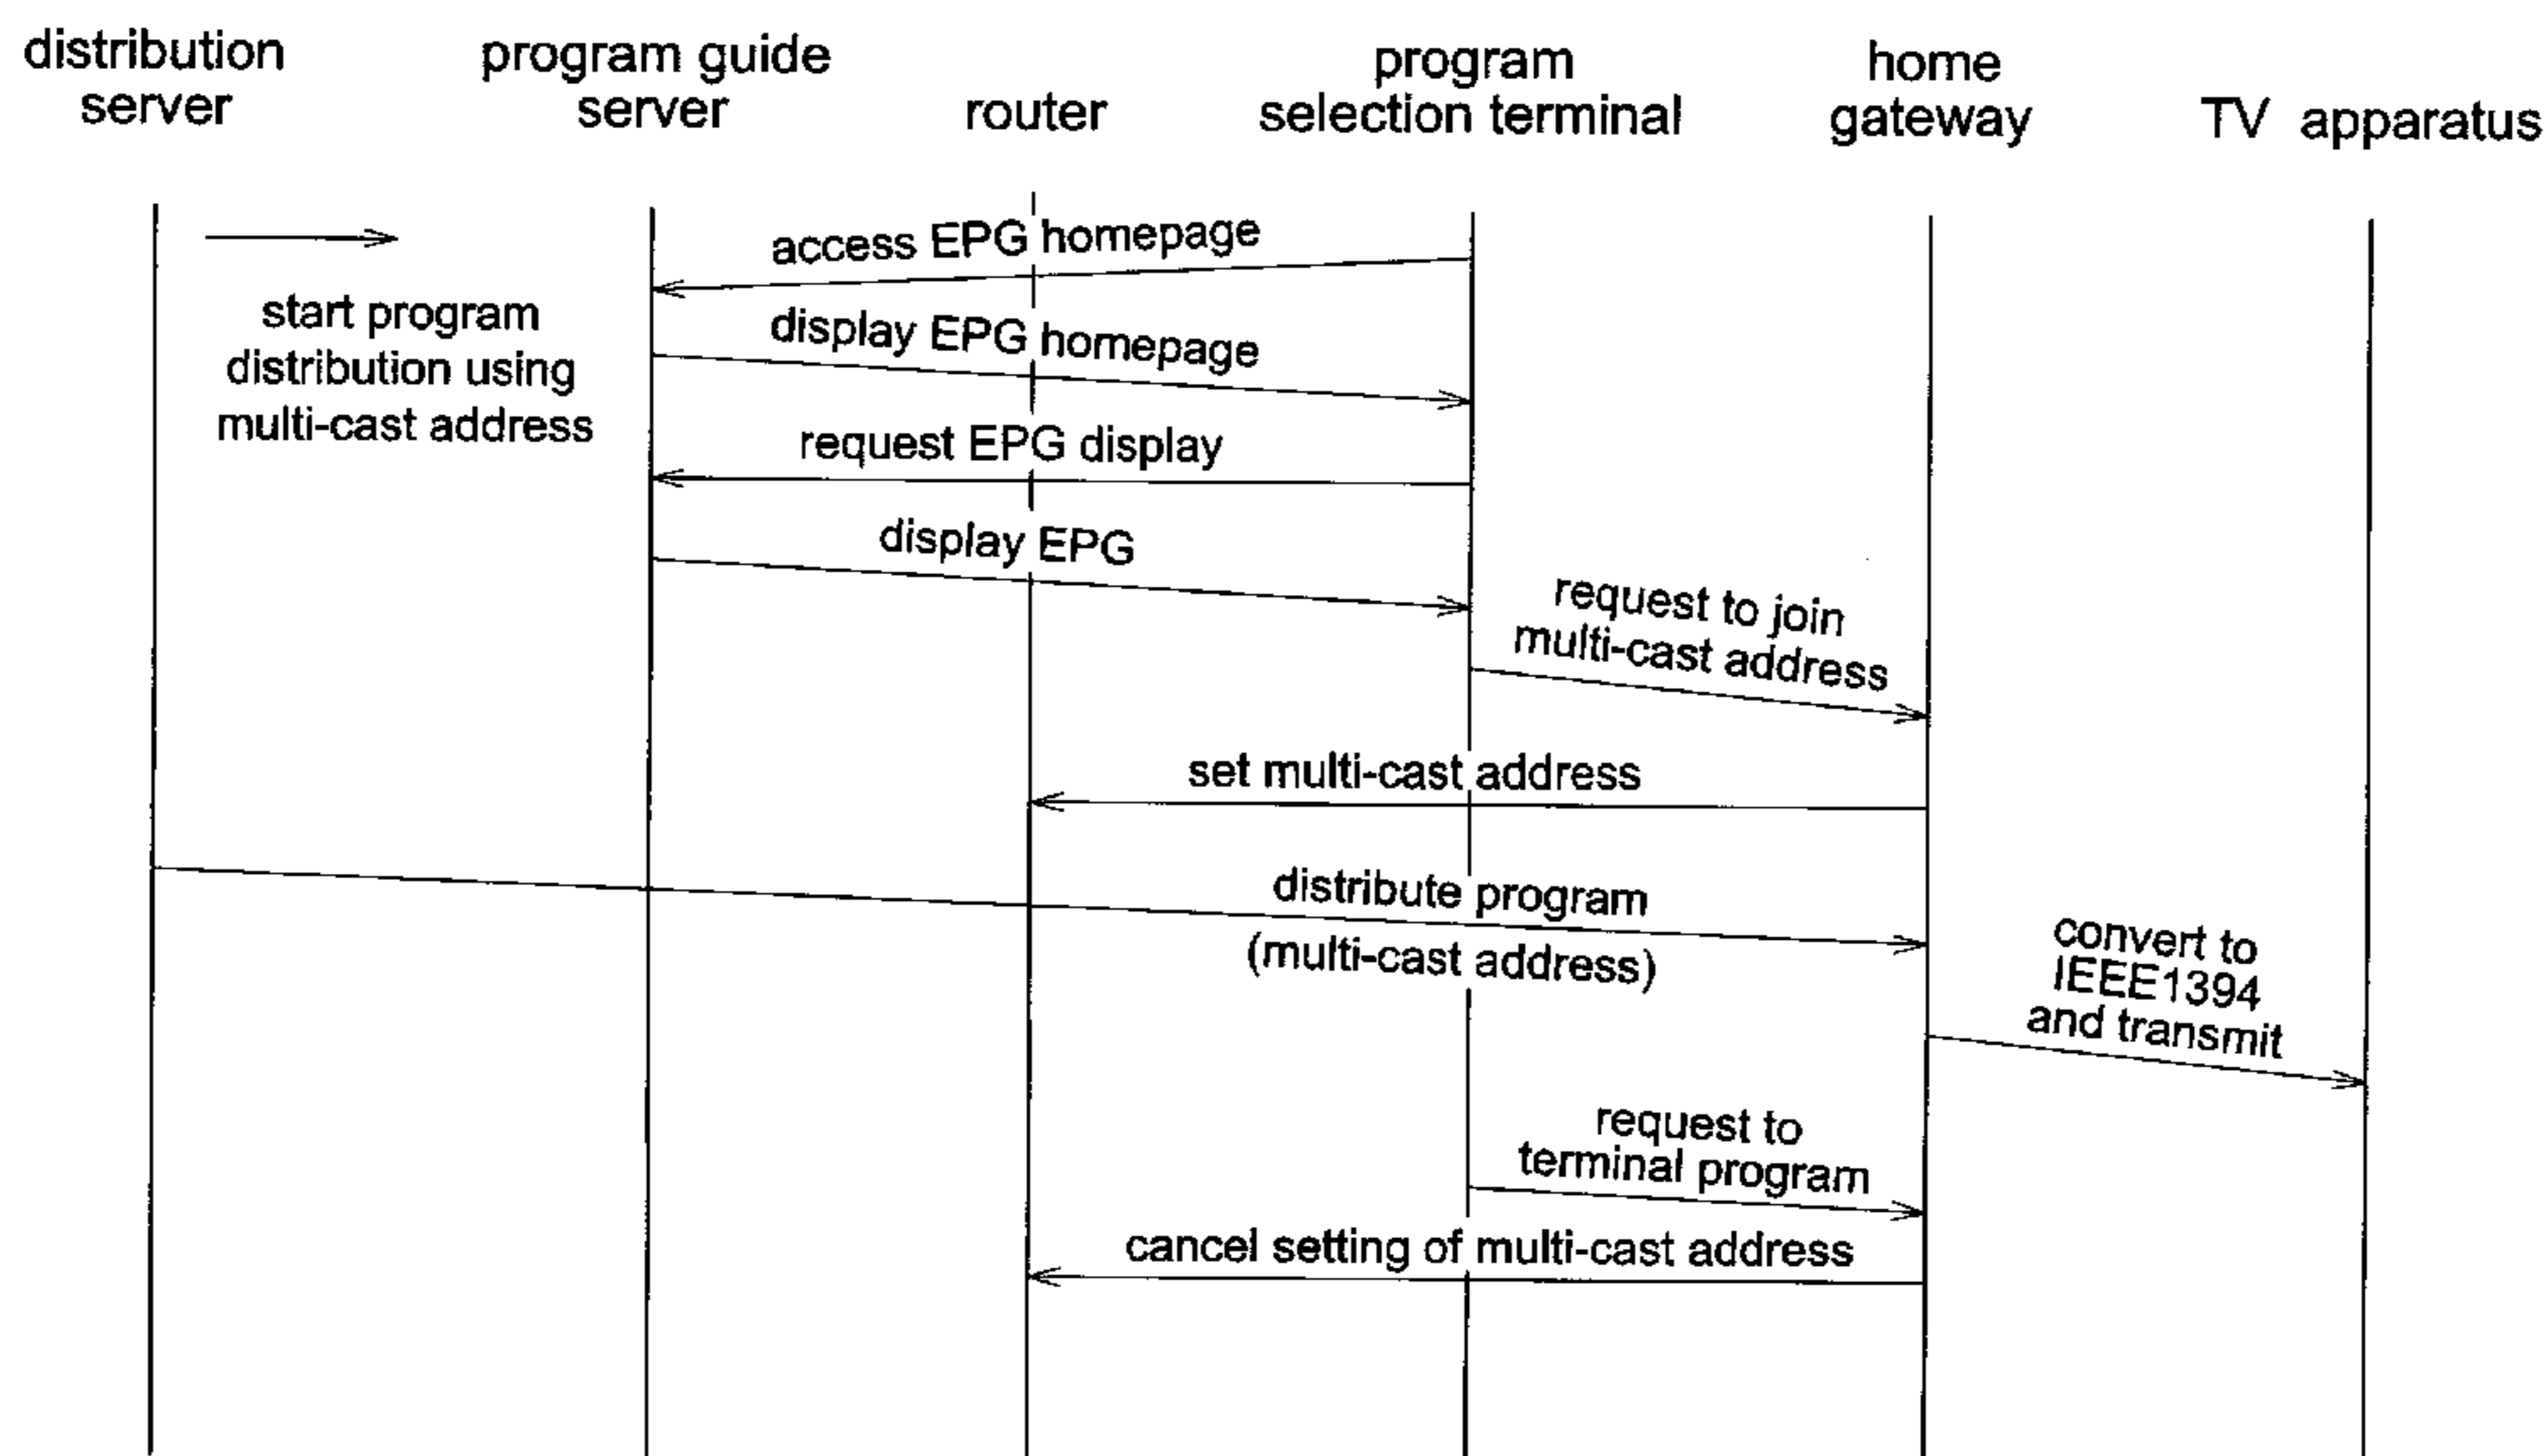 distribution
server
program guide
server
router
program
selection terminal
home
gateway
TV apparatus
start program
distribution using
multi-cast address
access EPG homepage
display EPG homepage
request EPG display
display EPG
request to join
multi-cast address
set multi-cast address
distribute program
(multi-cast address)
convert to
IEEE1394
and transmit
request to
terminal program
cancel setting of multi-cast address